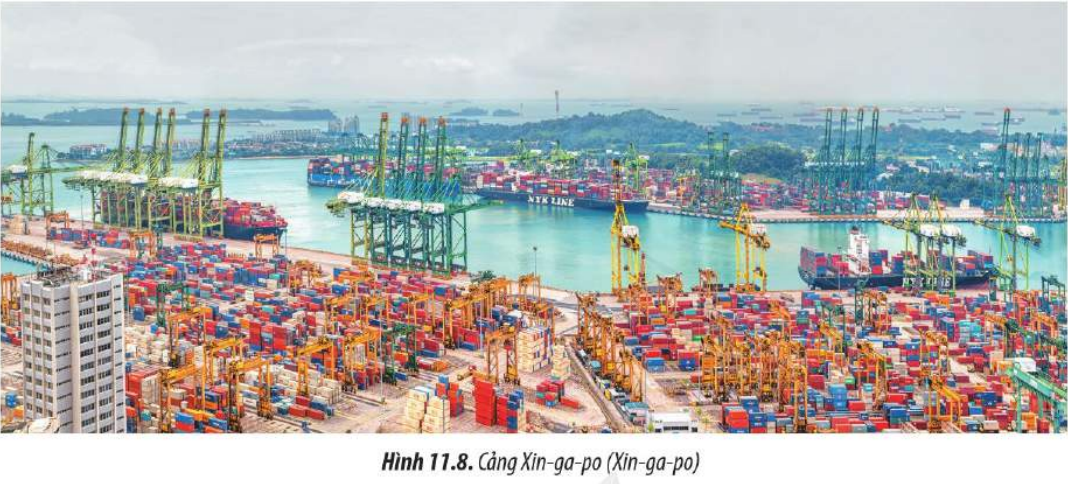 NYK LINE
Hình 11.8. Cảng Xin-ga-po (Xin-ga-po)